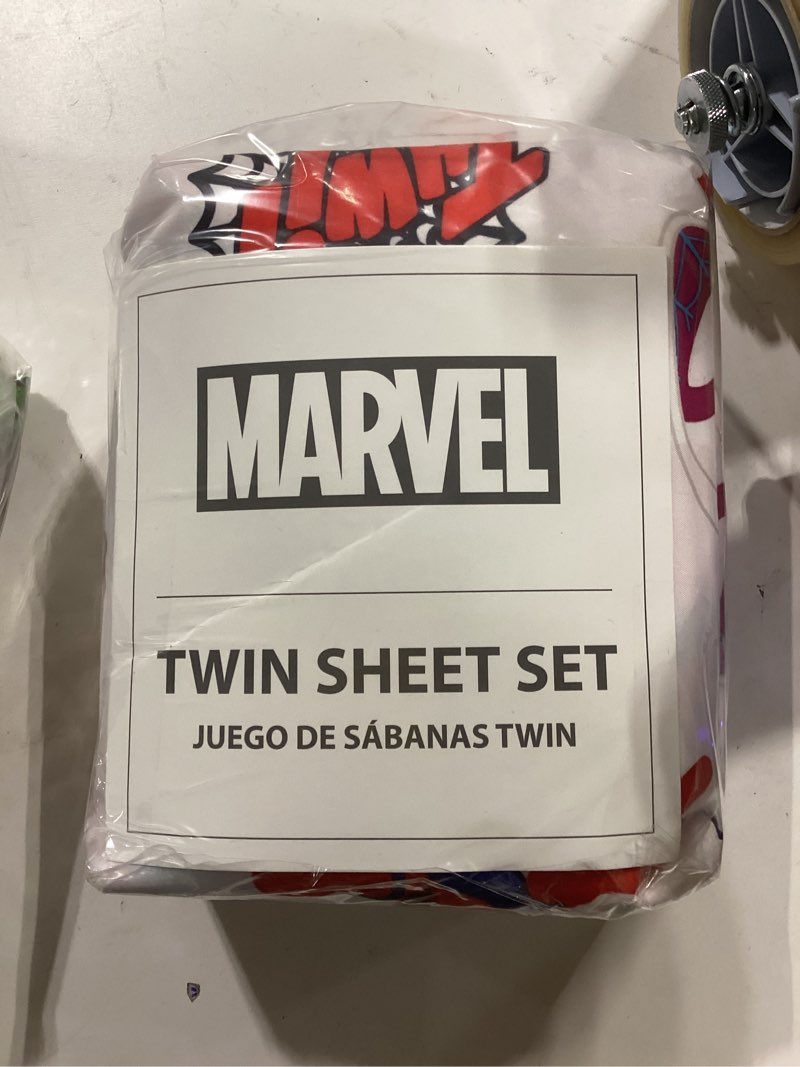 MARVEL
TWIN SHEET SET
JUEGO DE SÁBANAS TWIN